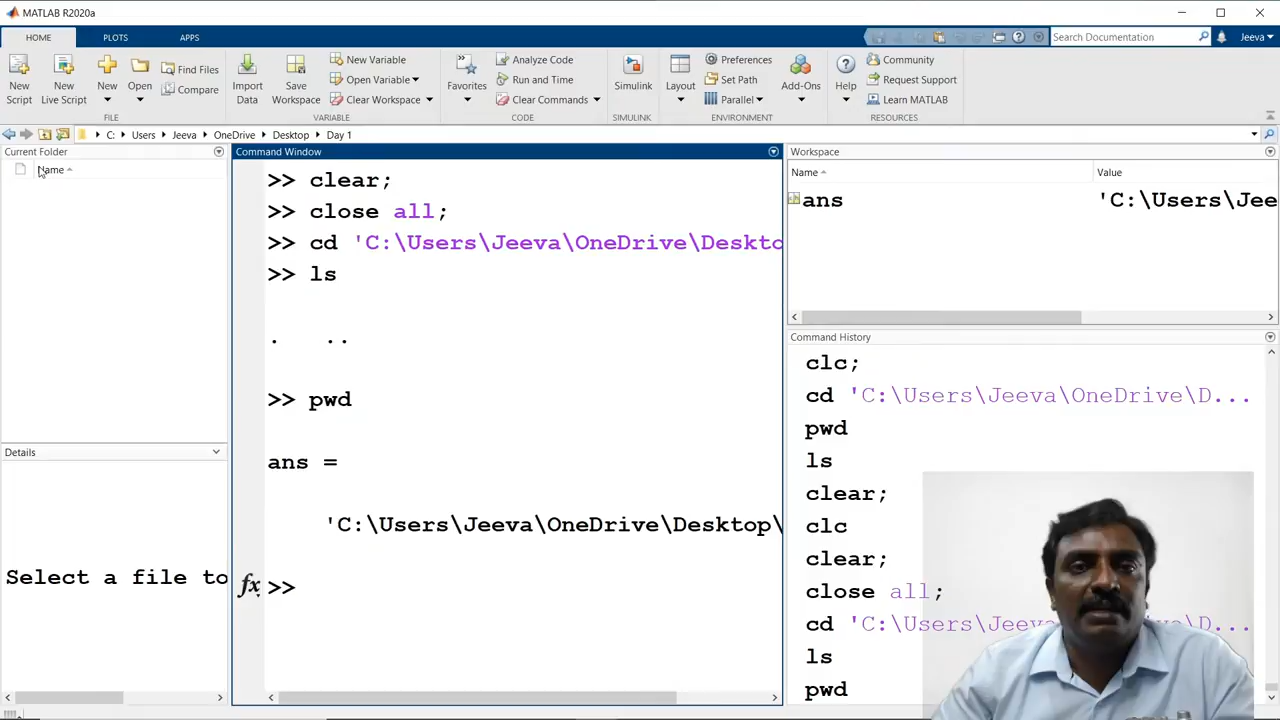 MATLAB R2020a
HOME
PLOTS
APPS
Search Documentation
Jeeva
New Script
New Live Script
New
Open
Find Files
Compare
FILE
Import Data
Save Workspace
New Variable
Open Variable
Clear Workspace
VARIABLE
Favorites
Analyze Code
Run and Time
Clear Commands
CODE
Simulink
SIMULINK
Layout
Preferences
Set Path
Parallel
Add-Ons
ENVIRONMENT
Help
Community
Request Support
Learn MATLAB
RESOURCES
C: Users Jeeva OneDrive Desktop Day 1
Current Folder
Name
Details
Select a file to
Command Window
>> clear;
>> close all;
>> cd 'C:\Users\Jeeva\OneDrive\Deskto
>> ls
. ..
>> pwd
ans =
'C:\Users\Jeeva\OneDrive\Desktop\
fx >>
Workspace
Name Value
ans 'C:\Users\Jee
Command History
clc;
cd 'C:\Users\Jeeva\OneDrive\D...
pwd
ls
clear;
clc
clear;
close all;
cd 'C:\Users\Jeeva\OneDrive\D...
ls
pwd